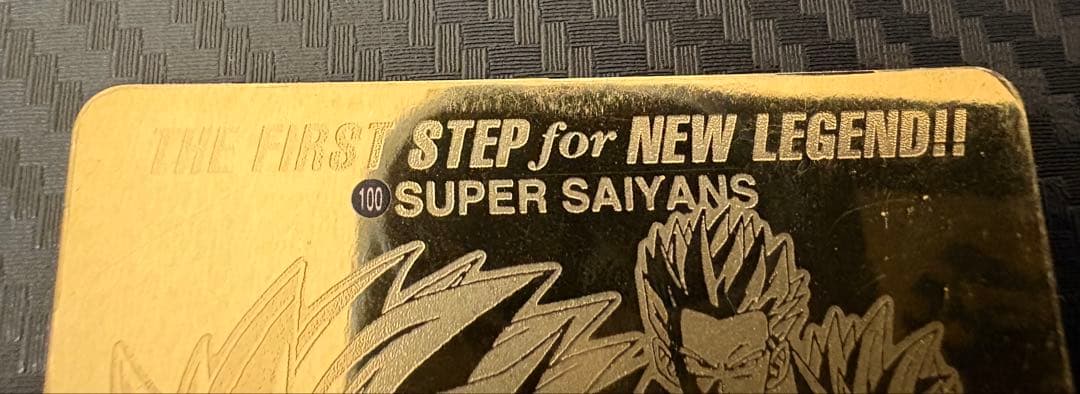 THE FIRST STEP for NEW LEGEND!!
100 SUPER SAIYANS